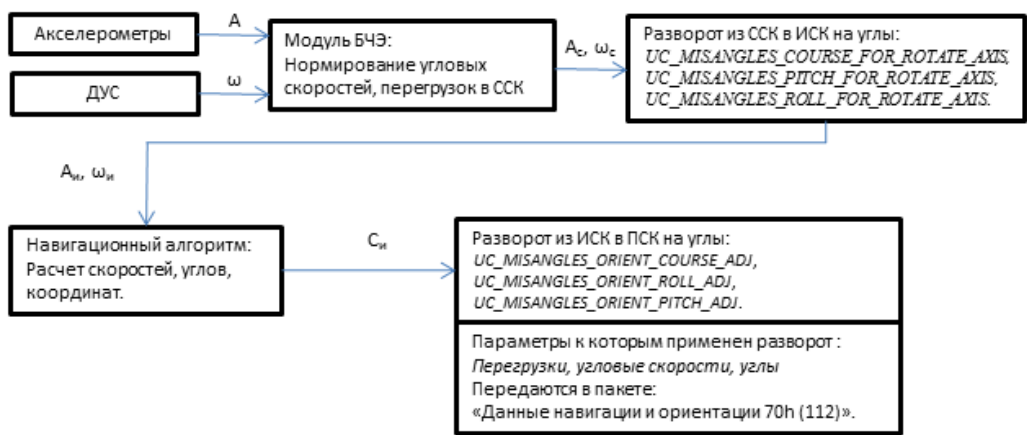 Акселерометры
A
ДУС
ω
Модуль БЧЭ:
Нормирование угловых
скоростей, перегрузок в ССК
Aс, ωс
Разворот из ССК в ИСК на углы:
UC_MISANGLES_COURSE_FOR_ROTATE_AXIS,
UC_MISANGLES_PITCH_FOR_ROTATE_AXIS,
UC_MISANGLES_ROLL_FOR_ROTATE_AXIS.
Aи, ωи
Навигационный алгоритм:
Расчет скоростей, углов,
координат.
Cи
Разворот из ИСК в ПСК на углы:
UC_MISANGLES_ORIENT_COURSE_ADJ,
UC_MISANGLES_ORIENT_ROLL_ADJ,
UC_MISANGLES_ORIENT_PITCH_ADJ.
Параметры к которым применен разворот :
Перегрузки, угловые скорости, углы
Передаются в пакете:
«Данные навигации и ориентации 70h (112)».